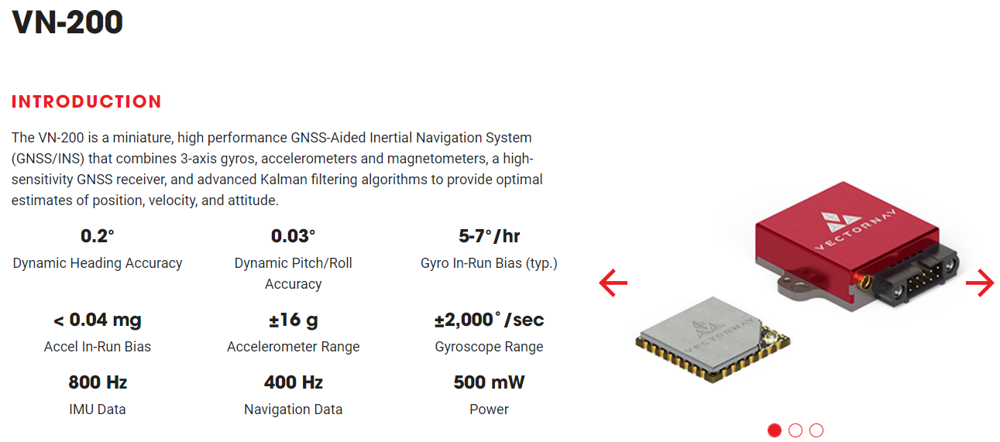 VN-200
INTRODUCTION
The VN-200 is a miniature, high performance GNSS-Aided Inertial Navigation System
(GNSS/INS) that combines 3-axis gyros, accelerometers and magnetometers, a high-
sensitivity GNSS receiver, and advanced Kalman filtering algorithms to provide optimal
estimates of position, velocity, and attitude.
0.2°
Dynamic Heading Accuracy
0.03°
Dynamic Pitch/Roll
Accuracy
5-7°/hr
Gyro In-Run Bias (typ.)
< 0.04 mg
Accel In-Run Bias
±16 g
Accelerometer Range
±2,000˚/sec
Gyroscope Range
800 Hz
IMU Data
400 Hz
Navigation Data
500 mW
Power
VECTORNAV
VECTORNAV